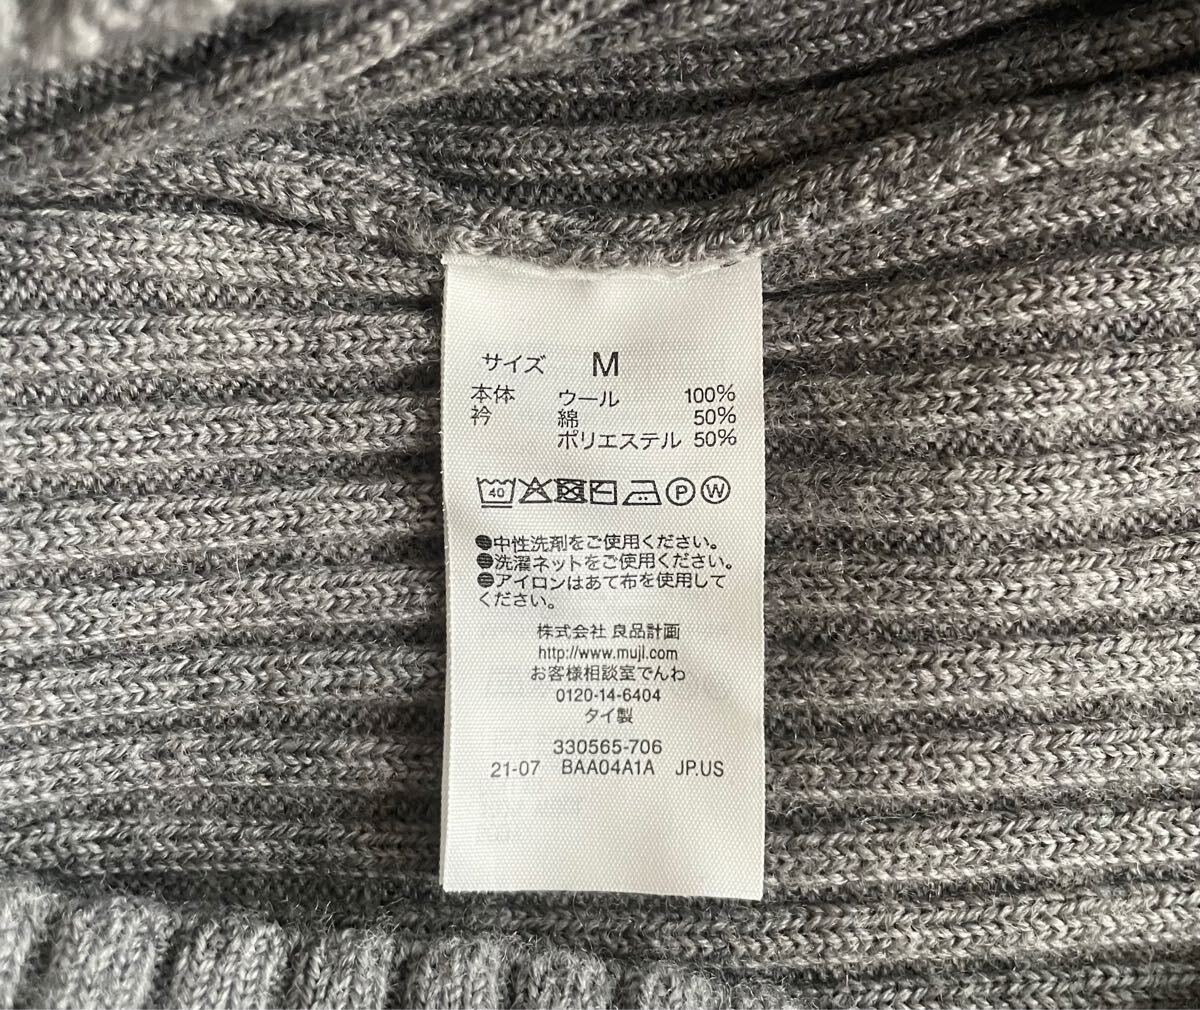 サイズ M
本体 ウール 100%
衿 綿 50%
ポリエステル 50%
40 P W
●中性洗剤をご使用ください。
●洗濯ネットをご使用ください。
●アイロンはあて布を使用して
ください。
株式会社 良品計画
http://www.muji.com
お客様相談室でんわ
0120-14-6404
タイ製
330565-706
21-07 BAA04A1A JP.US